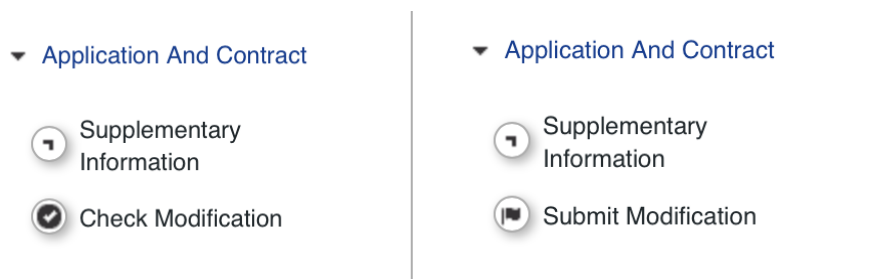 Application And Contract
Supplementary
Information
Check Modification
Application And Contract
Supplementary
Information
Submit Modification